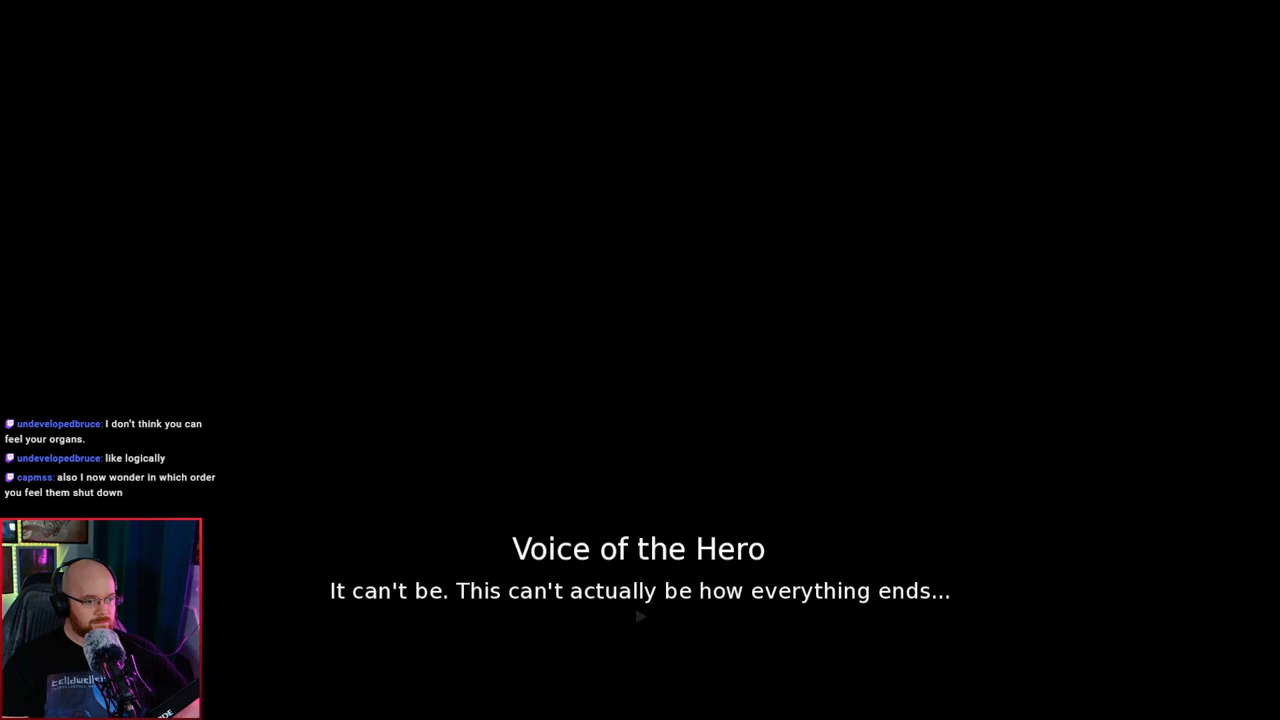 undevelopedbruce: I don't think you can
feel your organs.
undevelopedbruce: like logically
capmss: also I now wonder in which order
you feel them shut down
Voice of the Hero
It can't be. This can't actually be how everything ends...